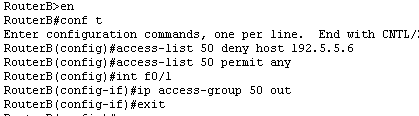 RouterB>en
RouterB#conf t
Enter configuration commands, one per line.  End with CNTL/
RouterB(config)#access-list 50 deny host 192.5.5.6
RouterB(config)#access-list 50 permit any
RouterB(config)#int f0/1
RouterB(config-if)#ip access-group 50 out
RouterB(config-if)#exit